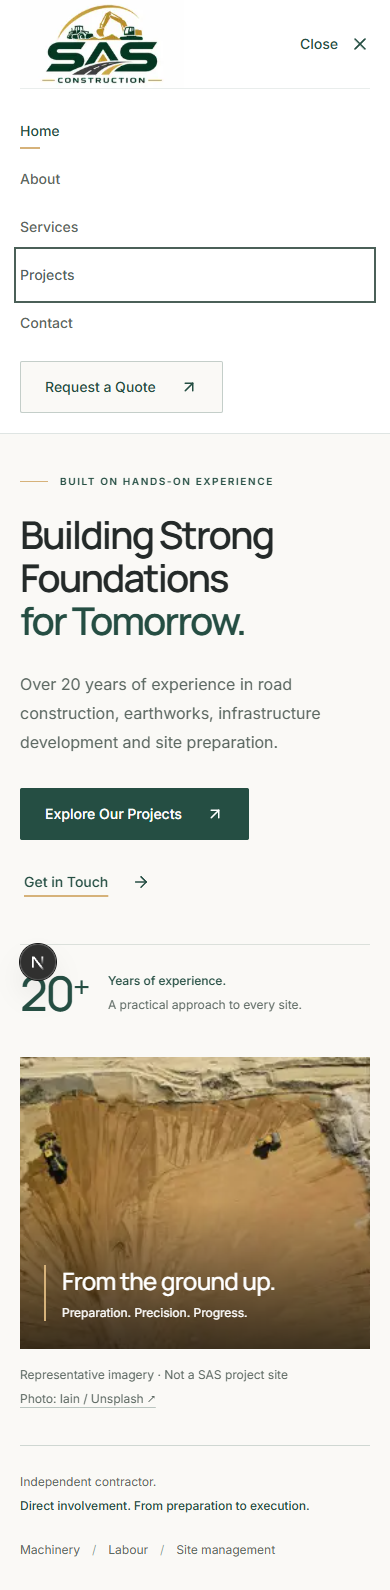 SAS
CONSTRUCTION
Close
Home
About
Services
Projects
Contact
Request a Quote
BUILT ON HANDS-ON EXPERIENCE
Building Strong
Foundations
for Tomorrow.
Over 20 years of experience in road
construction, earthworks, infrastructure
development and site preparation.
Explore Our Projects
Get in Touch
N
20+
Years of experience.
A practical approach to every site.
From the ground up.
Preparation. Precision. Progress.
Representative imagery · Not a SAS project site
Photo: Iain / Unsplash ↗
Independent contractor.
Direct involvement. From preparation to execution.
Machinery / Labour / Site management